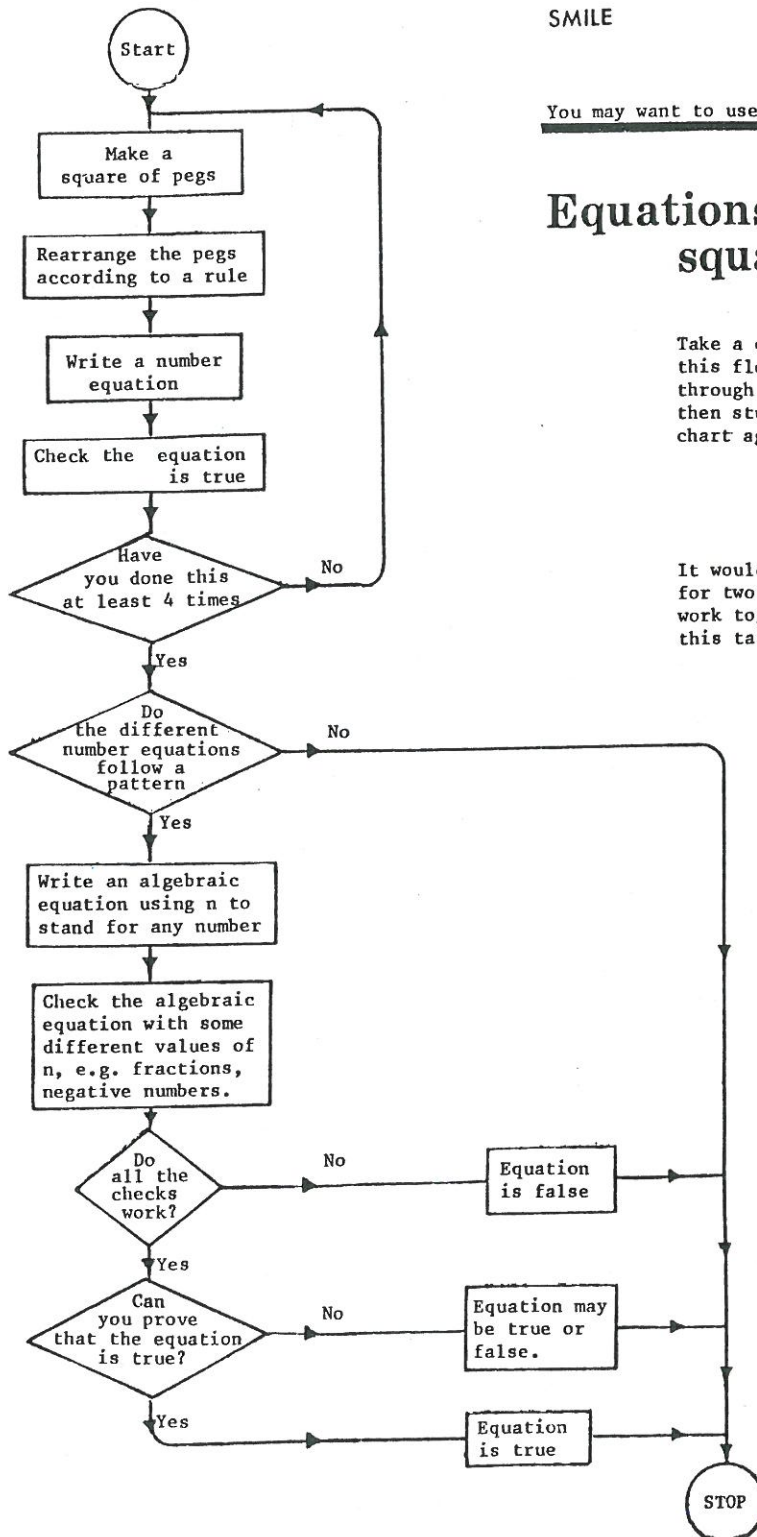 SMILE
You may want to use
Equations
squa
Take a
this flo
through
then stu
chart ag
It would
for two
work to
this ta
Start
Make a
square of pegs
Rearrange the pegs
according to a rule
Write a number
equation
Check the equation
is true
Have
you done this
at least 4 times
No
Yes
Do
the different
number equations
follow a
pattern
No
Yes
Write an algebraic
equation using n to
stand for any number
Check the algebraic
equation with some
different values of
n, e.g. fractions,
negative numbers.
Do
all the
checks
work?
No
Equation
is false
Yes
Can
you prove
that the equation
is true?
No
Equation may
be true or
false.
Yes
Equation
is true
STOP